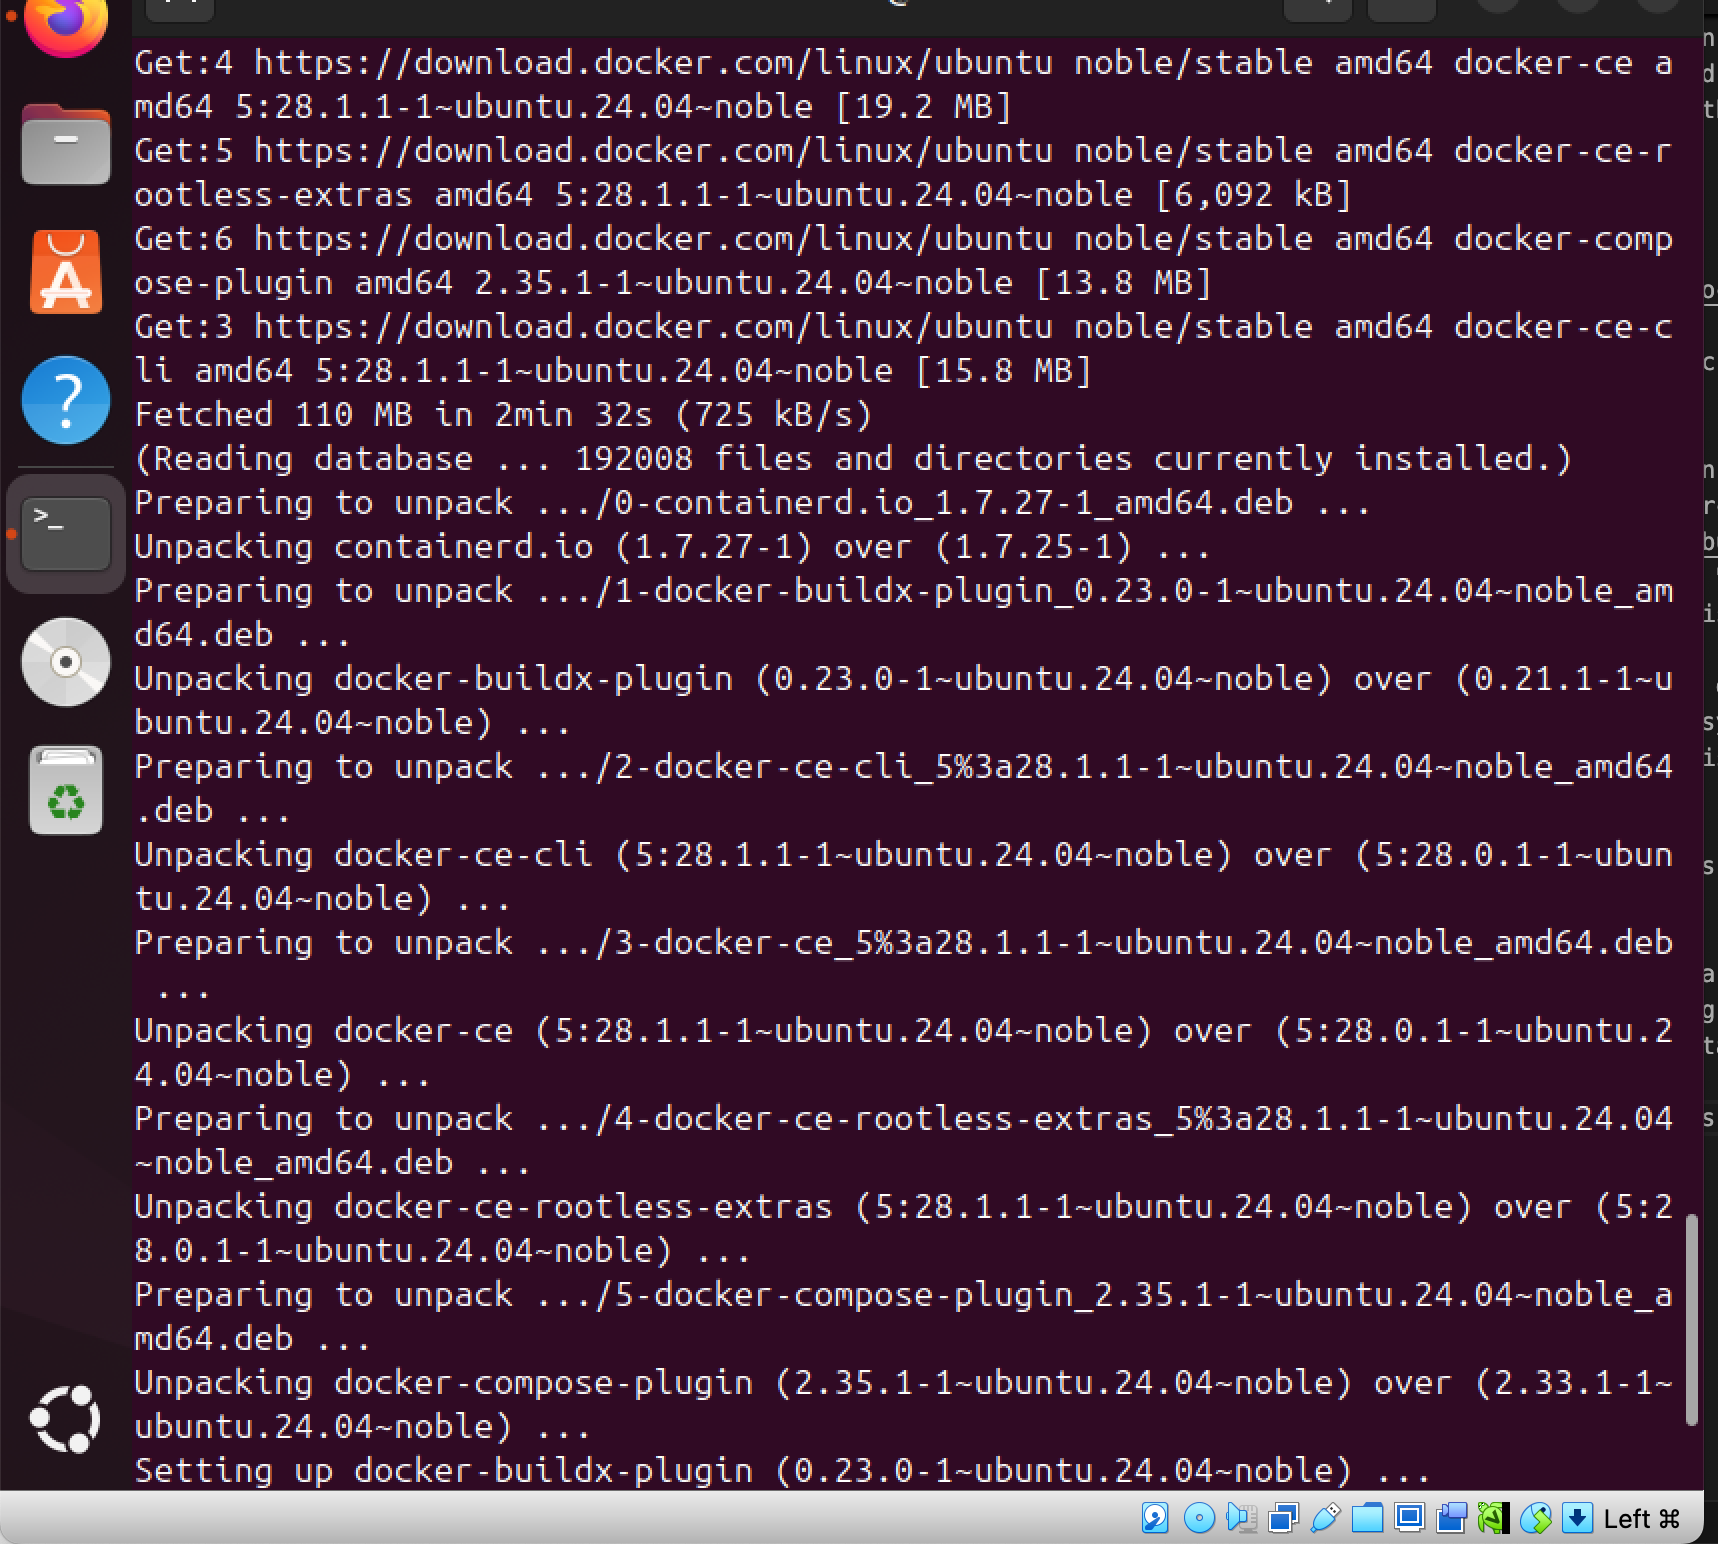 Get:4 https://download.docker.com/linux/ubuntu noble/stable amd64 docker-ce a
md64 5:28.1.1-1~ubuntu.24.04~noble [19.2 MB]
Get:5 https://download.docker.com/linux/ubuntu noble/stable amd64 docker-ce-r
ootless-extras amd64 5:28.1.1-1~ubuntu.24.04~noble [6,092 kB]
Get:6 https://download.docker.com/linux/ubuntu noble/stable amd64 docker-comp
ose-plugin amd64 2.35.1-1~ubuntu.24.04~noble [13.8 MB]
Get:3 https://download.docker.com/linux/ubuntu noble/stable amd64 docker-ce-c
li amd64 5:28.1.1-1~ubuntu.24.04~noble [15.8 MB]
Fetched 110 MB in 2min 32s (725 kB/s)
(Reading database ... 192008 files and directories currently installed.)
Preparing to unpack .../0-containerd.io_1.7.27-1_amd64.deb ...
Unpacking containerd.io (1.7.27-1) over (1.7.25-1) ...
Preparing to unpack .../1-docker-buildx-plugin_0.23.0-1~ubuntu.24.04~noble_am
d64.deb ...
Unpacking docker-buildx-plugin (0.23.0-1~ubuntu.24.04~noble) over (0.21.1-1~u
buntu.24.04~noble) ...
Preparing to unpack .../2-docker-ce-cli_5%3a28.1.1-1~ubuntu.24.04~noble_amd64
.deb ...
Unpacking docker-ce-cli (5:28.1.1-1~ubuntu.24.04~noble) over (5:28.0.1-1~ubun
tu.24.04~noble) ...
Preparing to unpack .../3-docker-ce_5%3a28.1.1-1~ubuntu.24.04~noble_amd64.deb
 ...
Unpacking docker-ce (5:28.1.1-1~ubuntu.24.04~noble) over (5:28.0.1-1~ubuntu.2
4.04~noble) ...
Preparing to unpack .../4-docker-ce-rootless-extras_5%3a28.1.1-1~ubuntu.24.04
~noble_amd64.deb ...
Unpacking docker-ce-rootless-extras (5:28.1.1-1~ubuntu.24.04~noble) over (5:2
8.0.1-1~ubuntu.24.04~noble) ...
Preparing to unpack .../5-docker-compose-plugin_2.35.1-1~ubuntu.24.04~noble_a
md64.deb ...
Unpacking docker-compose-plugin (2.35.1-1~ubuntu.24.04~noble) over (2.33.1-1~
ubuntu.24.04~noble) ...
Setting up docker-buildx-plugin (0.23.0-1~ubuntu.24.04~noble) ...
Left ⌘